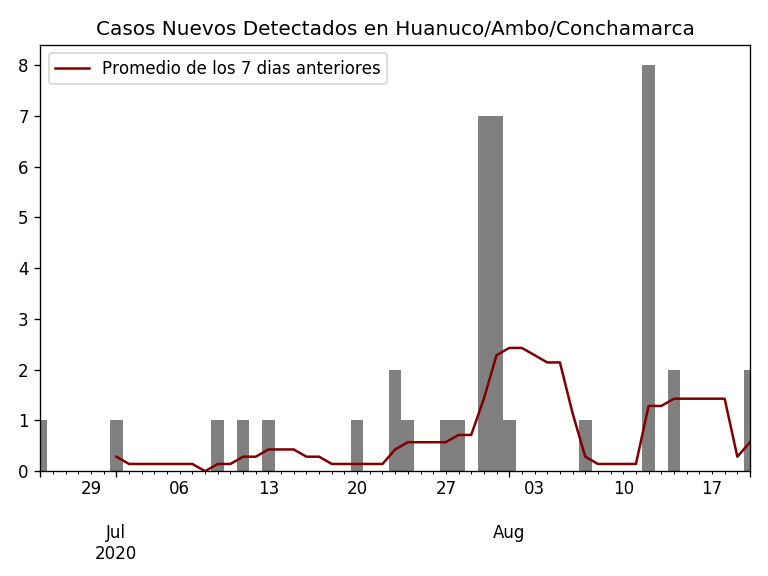 Casos Nuevos Detectados en Huanuco/Ambo/Conchamarca
Promedio de los 7 dias anteriores
8
7
6
5
4
3
2
1
0
29 06 13 20 27 03 10 17
Jul Aug
2020